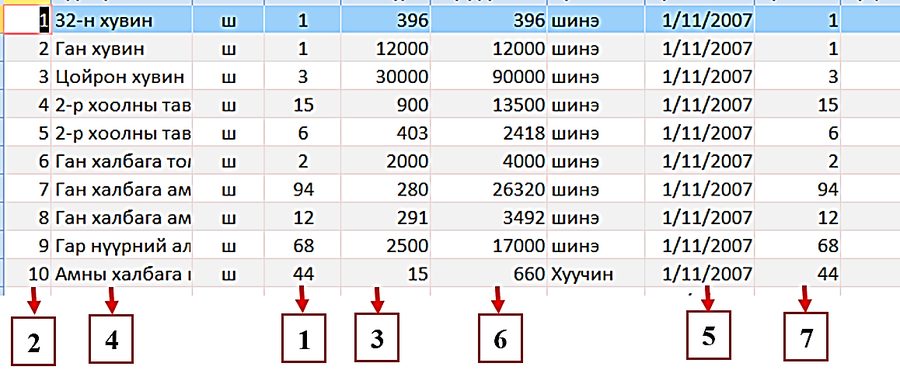 1 32-н хувин ш 1 396 396 шинэ 1/11/2007 1
2 Ган хувин ш 1 12000 12000 шинэ 1/11/2007 1
3 Цойрон хувин ш 3 30000 90000 шинэ 1/11/2007 3
4 2-р хоолны тав ш 15 900 13500 шинэ 1/11/2007 15
5 2-р хоолны тав ш 6 403 2418 шинэ 1/11/2007 6
6 Ган халбага том ш 2 2000 4000 шинэ 1/11/2007 2
7 Ган халбага ам ш 94 280 26320 шинэ 1/11/2007 94
8 Ган халбага ам ш 12 291 3492 шинэ 1/11/2007 12
9 Гар нүүрний ал ш 68 2500 17000 шинэ 1/11/2007 68
10 Амны халбага ш 44 15 660 Хуучин 1/11/2007 44
2 4 1 3 6 5 7